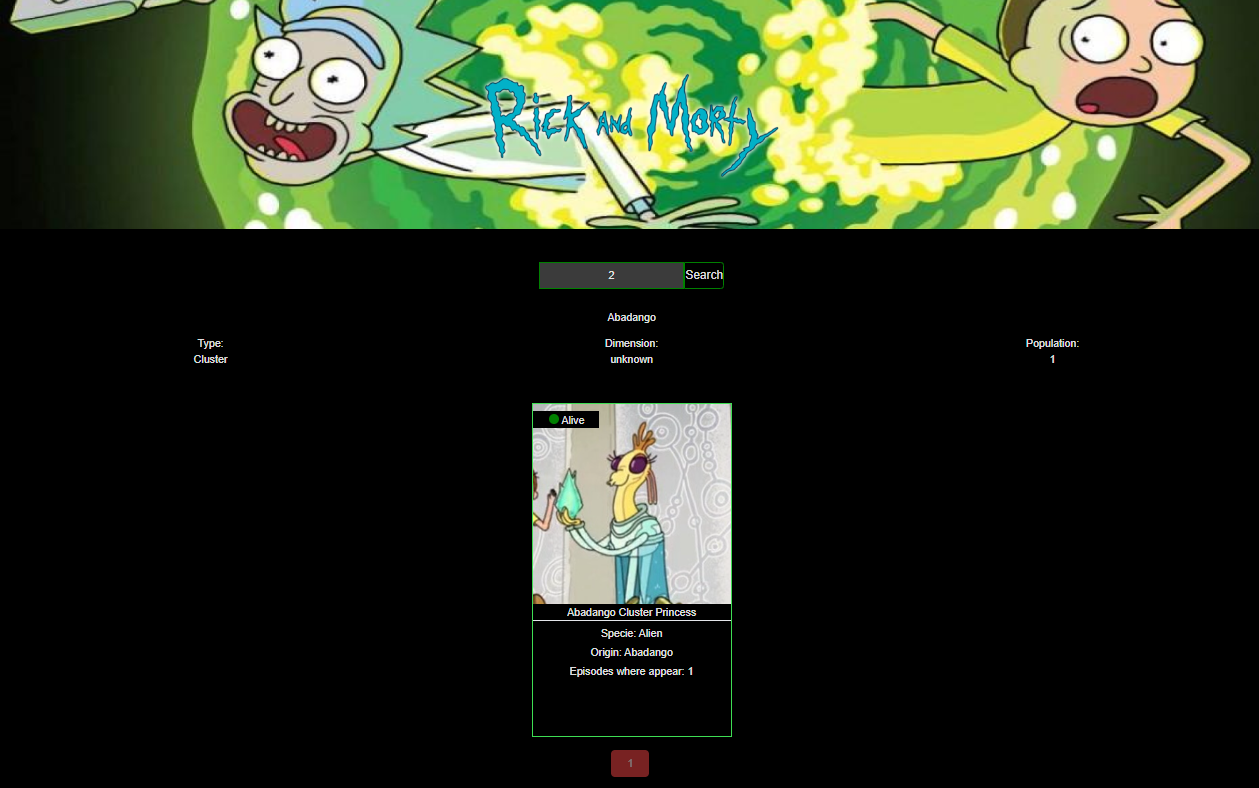 Rick and Morty
2 Search
Abadango
Type: Dimension: Population:
Cluster unknown 1
Alive
Abadango Cluster Princess
Specie: Alien
Origin: Abadango
Episodes where appear: 1
1